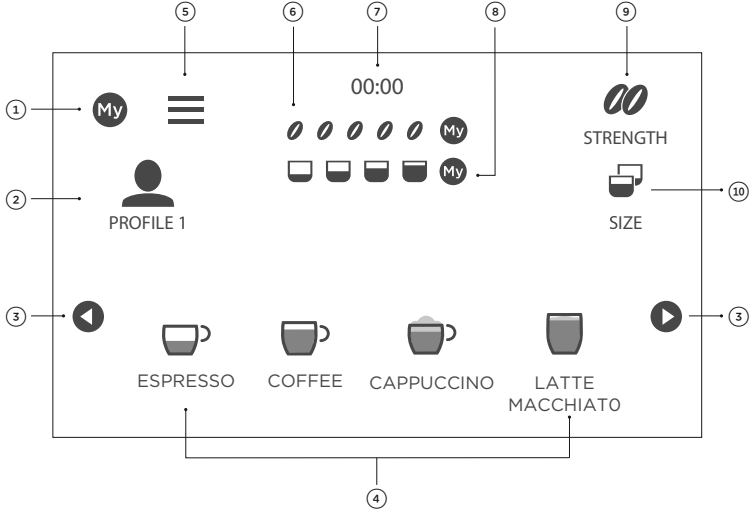 5
6
7
8
9
00:00
1
My
My
STRENGTH
My
2
10
PROFILE 1
SIZE
3
3
ESPRESSO
COFFEE
CAPPUCCINO
LATTE
MACCHIATO
4